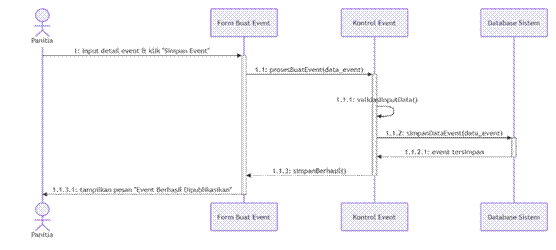 Form Buat Event
Kontrol Event
Database Sistem
Panitia
1: input detail event & klik "Simpan Event"
1.1: prosesBuatEvent(data_event)
1.1.1: validasiInputData()
1.1.2: simpanDataEvent(data_event)
1.1.2.1: event tersimpan
1.1.3: simpanBerhasil()
1.1.3.1: tampilkan pesan "Event Berhasil Dipublikasikan"
Form Buat Event
Kontrol Event
Database Sistem
Panitia